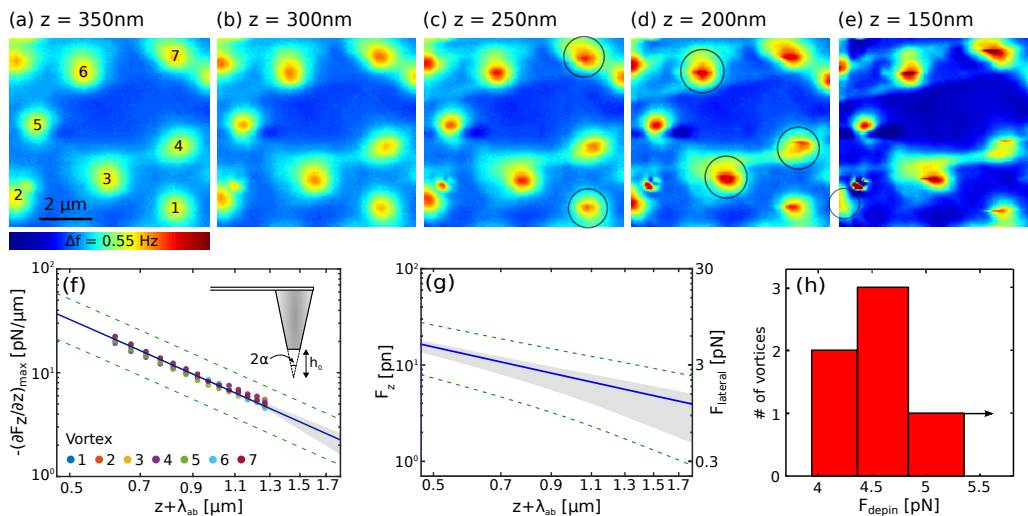 (a) z = 350nm
(b) z = 300nm
(c) z = 250nm
(d) z = 200nm
(e) z = 150nm
7
6
5
4
3
2
1
2 μm
Δf = 0.55 Hz
(f)
10²
10¹
10⁰
-(∂F_z/∂z)_max [pN/μm]
2α
h₀
Vortex
1 2 3 4 5 6 7
0.5 0.7 0.9 1.1 1.3 1.5 1.7
z+λ_ab [μm]
(g)
10²
10¹
10⁰
F_z [pn]
30
3
0.3
F_lateral [pN]
0.5 0.7 0.9 1.1 1.3 1.5 1.7
z+λ_ab [μm]
(h)
3
2
1
0
# of vortices
4 4.5 5 5.5
F_depin [pN]